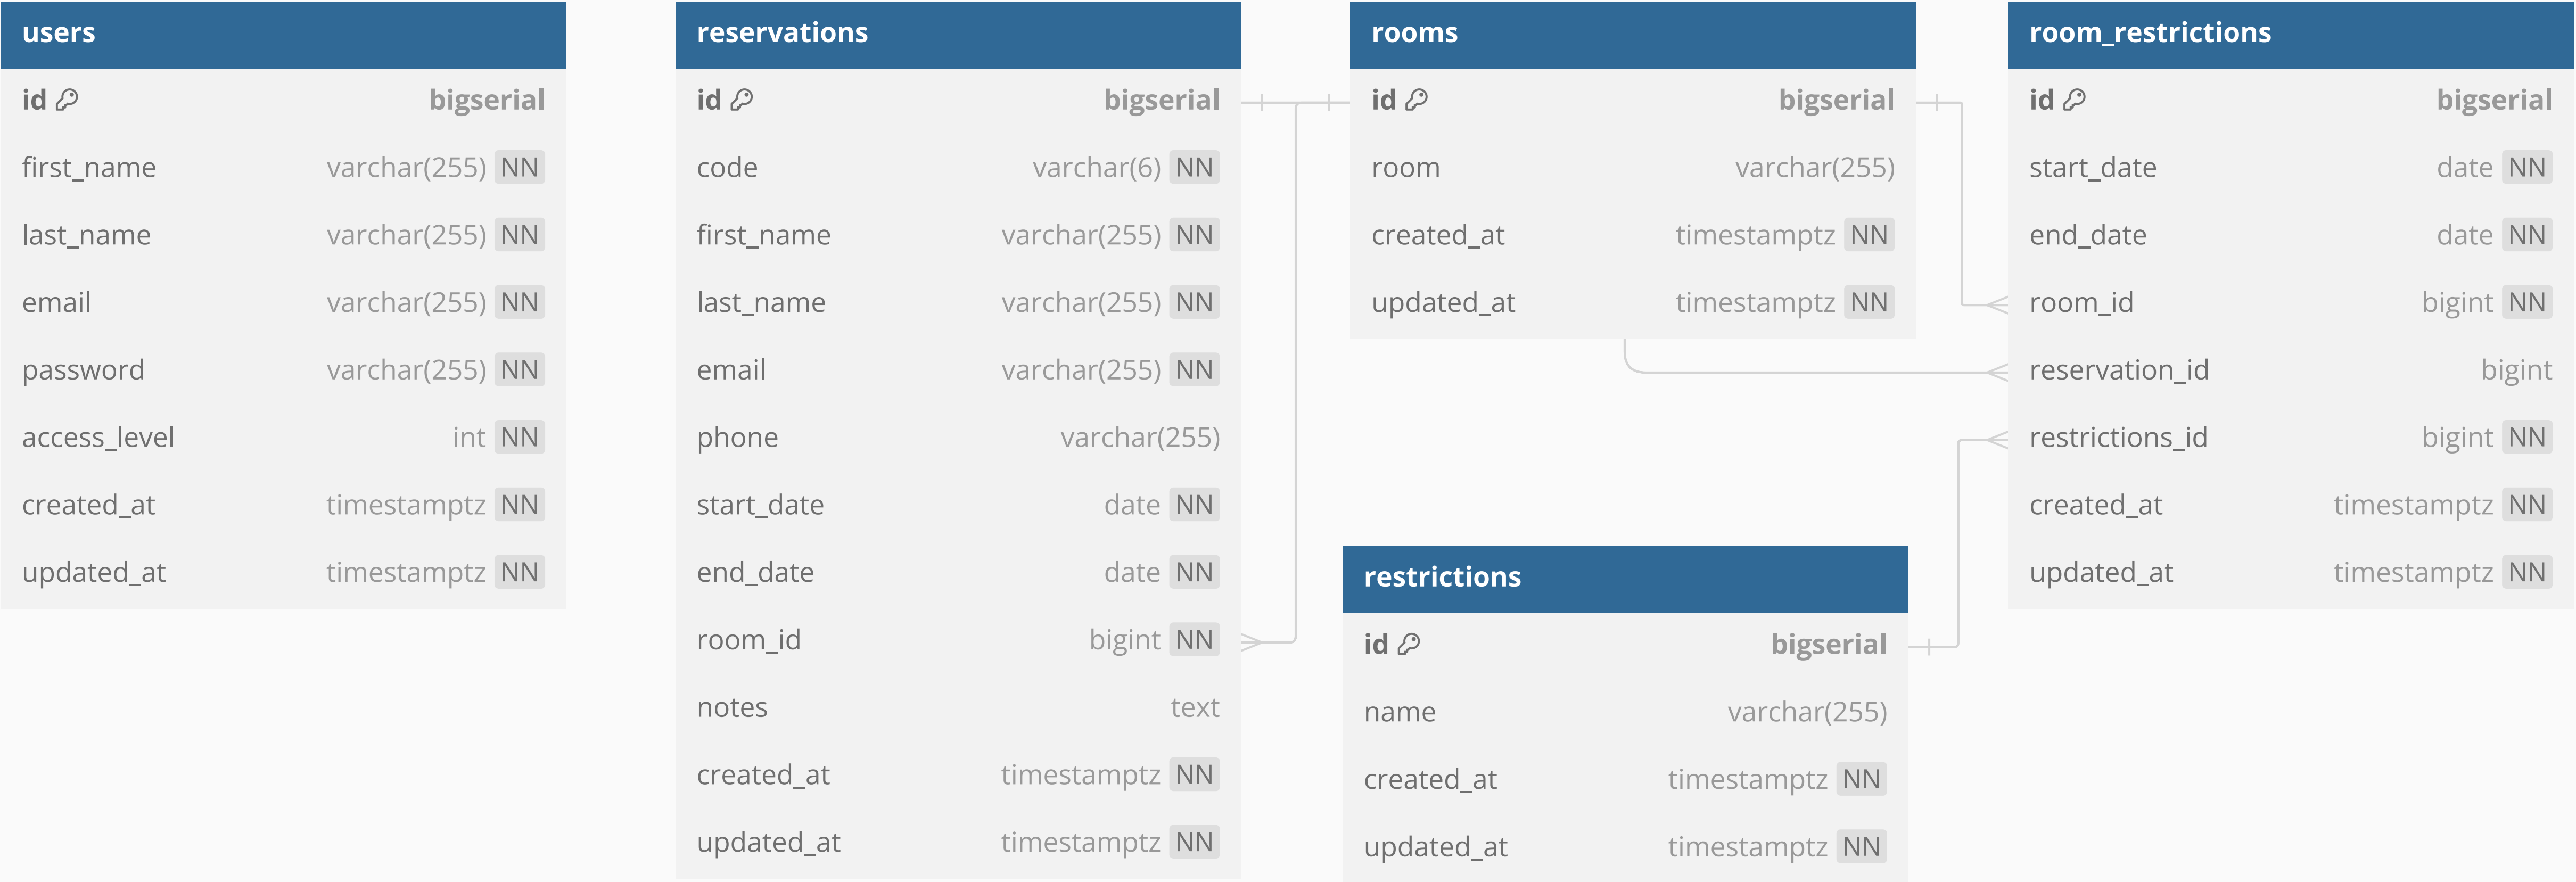 users
id bigserial
first_name varchar(255) NN
last_name varchar(255) NN
email varchar(255) NN
password varchar(255) NN
access_level int NN
created_at timestamptz NN
updated_at timestamptz NN
reservations
id bigserial
code varchar(6) NN
first_name varchar(255) NN
last_name varchar(255) NN
email varchar(255) NN
phone varchar(255)
start_date date NN
end_date date NN
room_id bigint NN
notes text
created_at timestamptz NN
updated_at timestamptz NN
rooms
id bigserial
room varchar(255)
created_at timestamptz NN
updated_at timestamptz NN
restrictions
id bigserial
name varchar(255)
created_at timestamptz NN
updated_at timestamptz NN
room_restrictions
id bigserial
start_date date NN
end_date date NN
room_id bigint NN
reservation_id bigint
restrictions_id bigint NN
created_at timestamptz NN
updated_at timestamptz NN